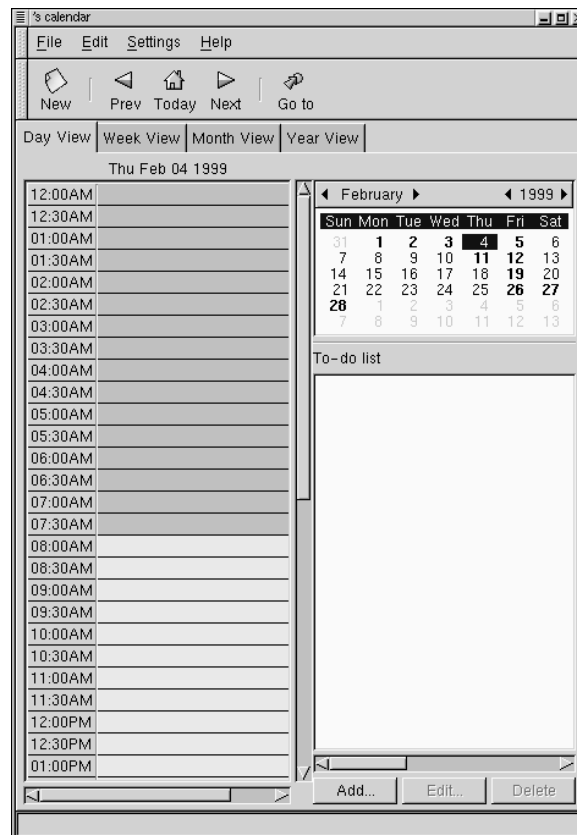 's calendar
File Edit Settings Help
New Prev Today Next Go to
Day View Week View Month View Year View
Thu Feb 04 1999
12:00AM
12:30AM
01:00AM
01:30AM
02:00AM
02:30AM
03:00AM
03:30AM
04:00AM
04:30AM
05:00AM
05:30AM
06:00AM
06:30AM
07:00AM
07:30AM
08:00AM
08:30AM
09:00AM
09:30AM
10:00AM
10:30AM
11:00AM
11:30AM
12:00PM
12:30PM
01:00PM
February 1999
Sun Mon Tue Wed Thu Fri Sat
31 1 2 3 4 5 6
7 8 9 10 11 12 13
14 15 16 17 18 19 20
21 22 23 24 25 26 27
28 1 2 3 4 5 6
7 8 9 10 11 12 13
To-do list
Add... Edit... Delete